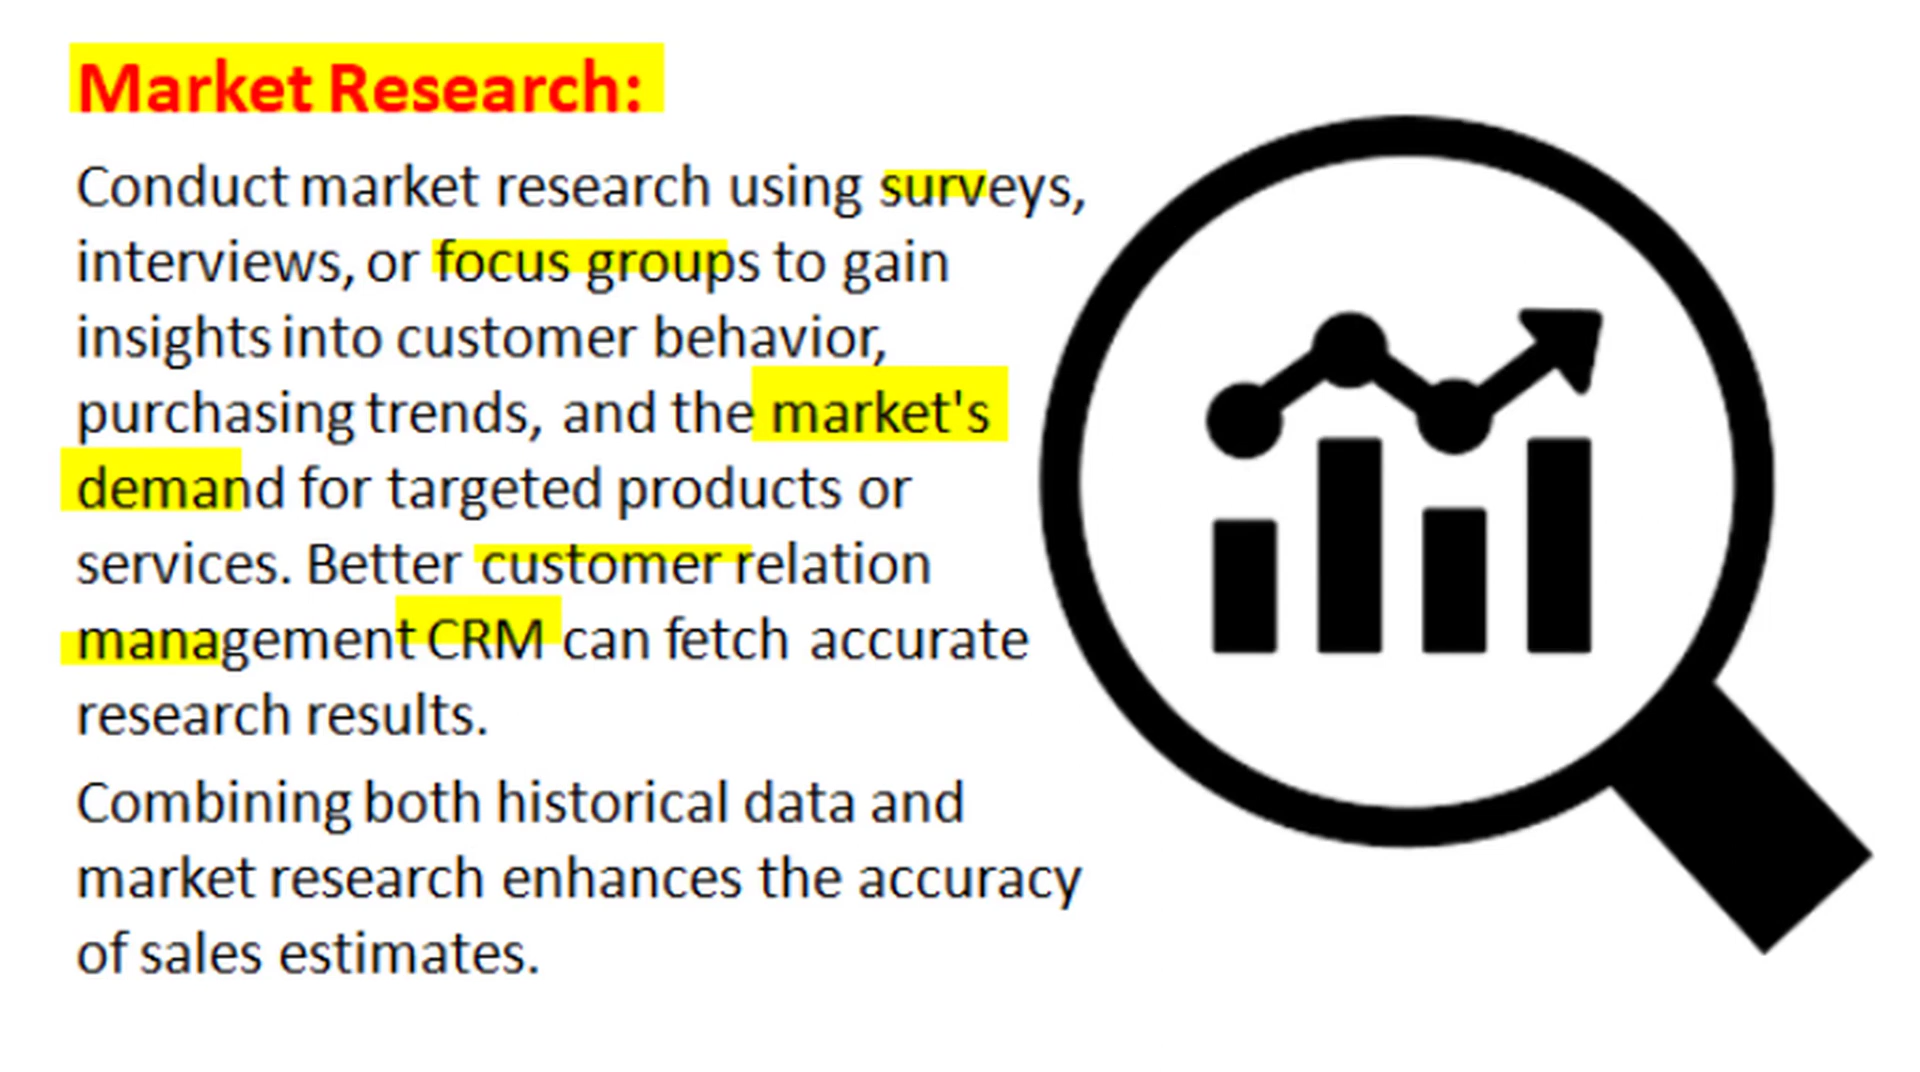 Market Research:
Conduct market research using surveys,
interviews, or focus groups to gain
insights into customer behavior,
purchasing trends, and the market's
demand for targeted products or
services. Better customer relation
management CRM can fetch accurate
research results.
Combining both historical data and
market research enhances the accuracy
of sales estimates.